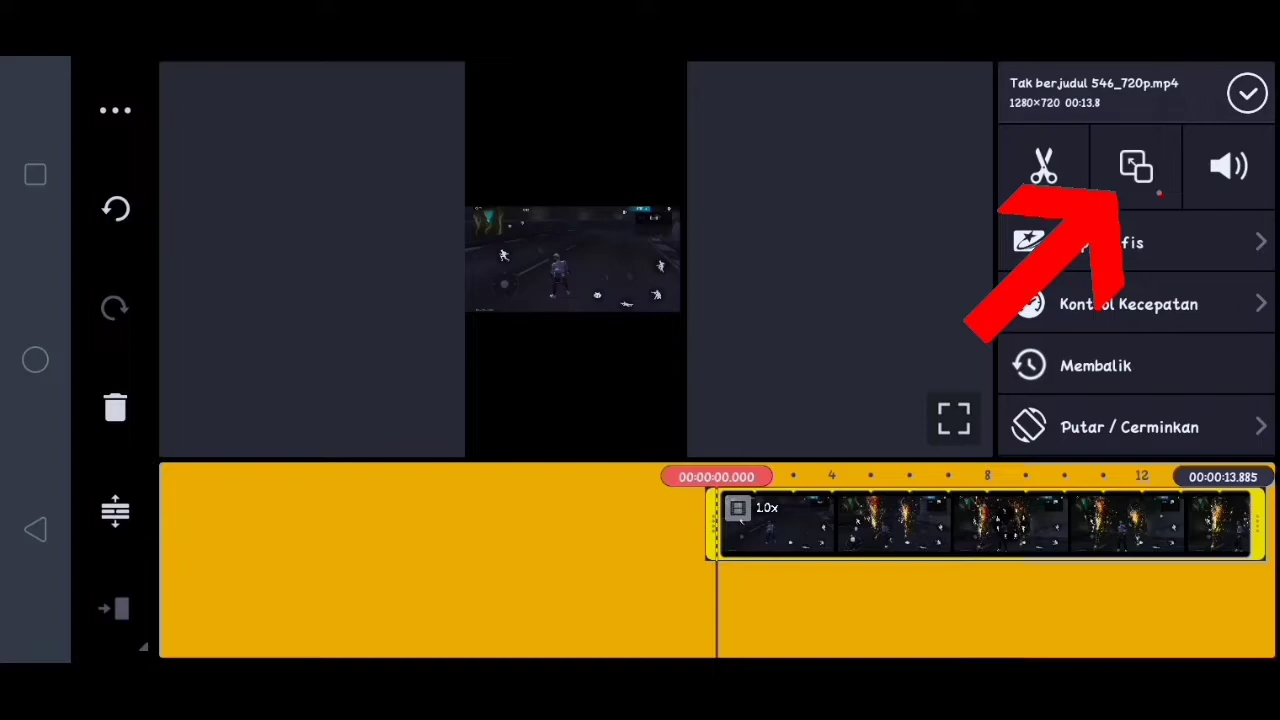 Tak berjudul 546_720p.mp4
1280×720 00:13.8
fis
Kontrol Kecepatan
Membalik
Putar / Cerminkan
00:00:00.000
4
8
12
00:00:13.885
1.0x